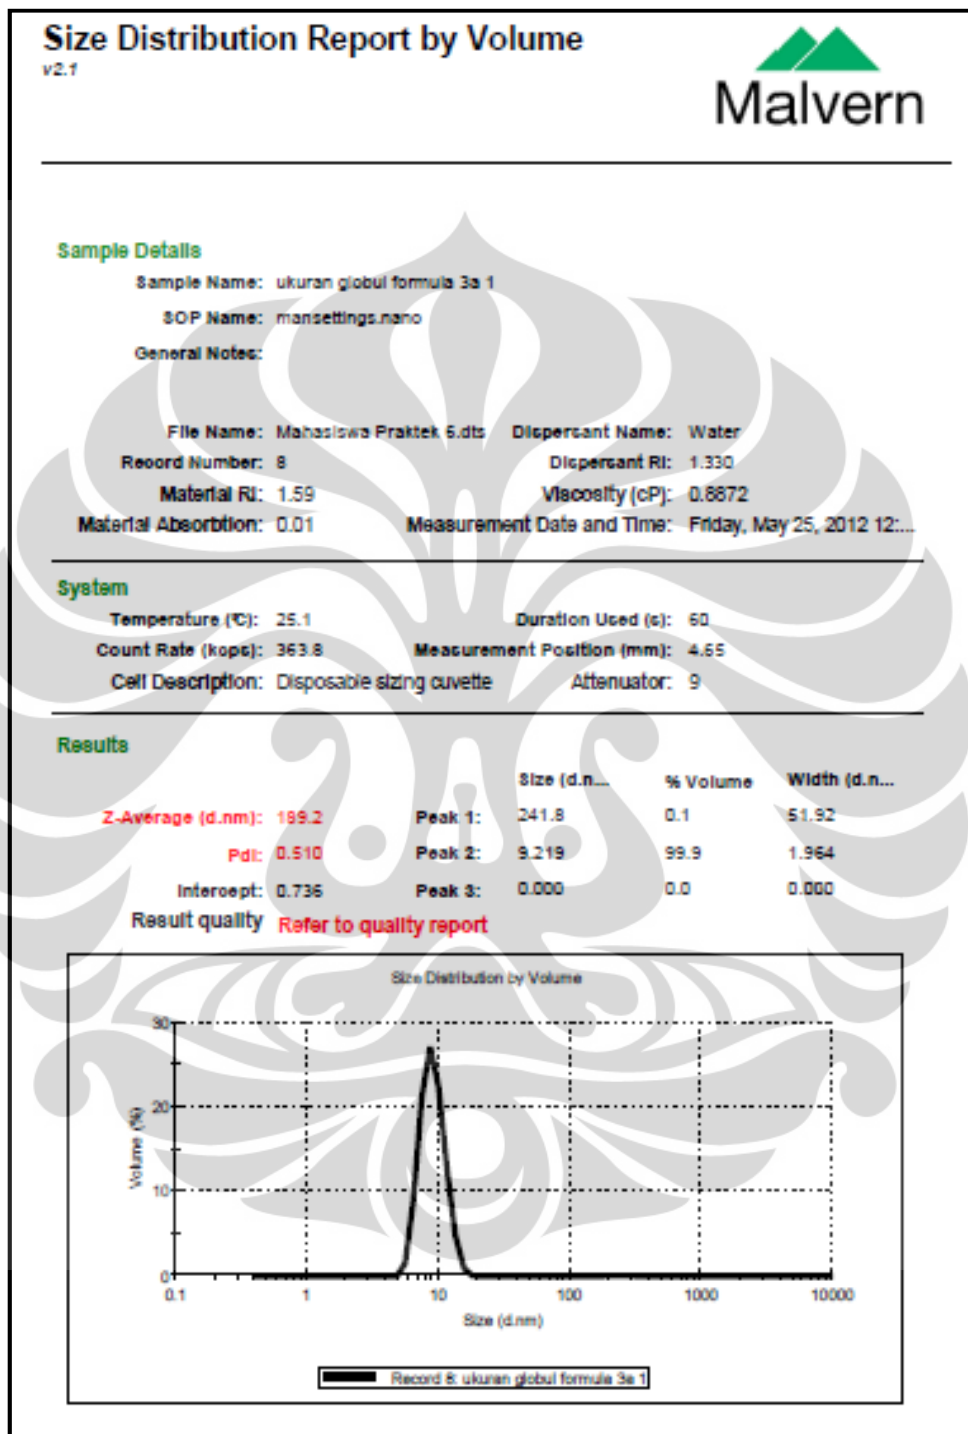 Size Distribution Report by Volume
v2.1
Malvern
Sample Details
Sample Name: ukuran globul formula 3a 1
SOP Name: mansettings.nano
General Notes:
File Name: Mahasiswa Praktek 6.dts Dispersant Name: Water
Record Number: 8 Dispersant RI: 1.330
Material RI: 1.59 Viscosity (cP): 0.8872
Material Absorbtion: 0.01 Measurement Date and Time: Friday, May 25, 2012 12:...
System
Temperature (°C): 25.1 Duration Used (s): 60
Count Rate (kcps): 363.8 Measurement Position (mm): 4.65
Cell Description: Disposable sizing cuvette Attenuator: 9
Results
Size (d.n... % Volume Width (d.n...
Z-Average (d.nm): 189.2 Peak 1: 241.8 0.1 51.92
PdI: 0.510 Peak 2: 9.219 99.9 1.964
Intercept: 0.736 Peak 3: 0.000 0.0 0.000
Result quality Refer to quality report
Size Distribution by Volume
30
20
10
0
Volume (%)
0.1 1 10 100 1000 10000
Size (d.nm)
Record 8: ukuran globul formula 3a 1